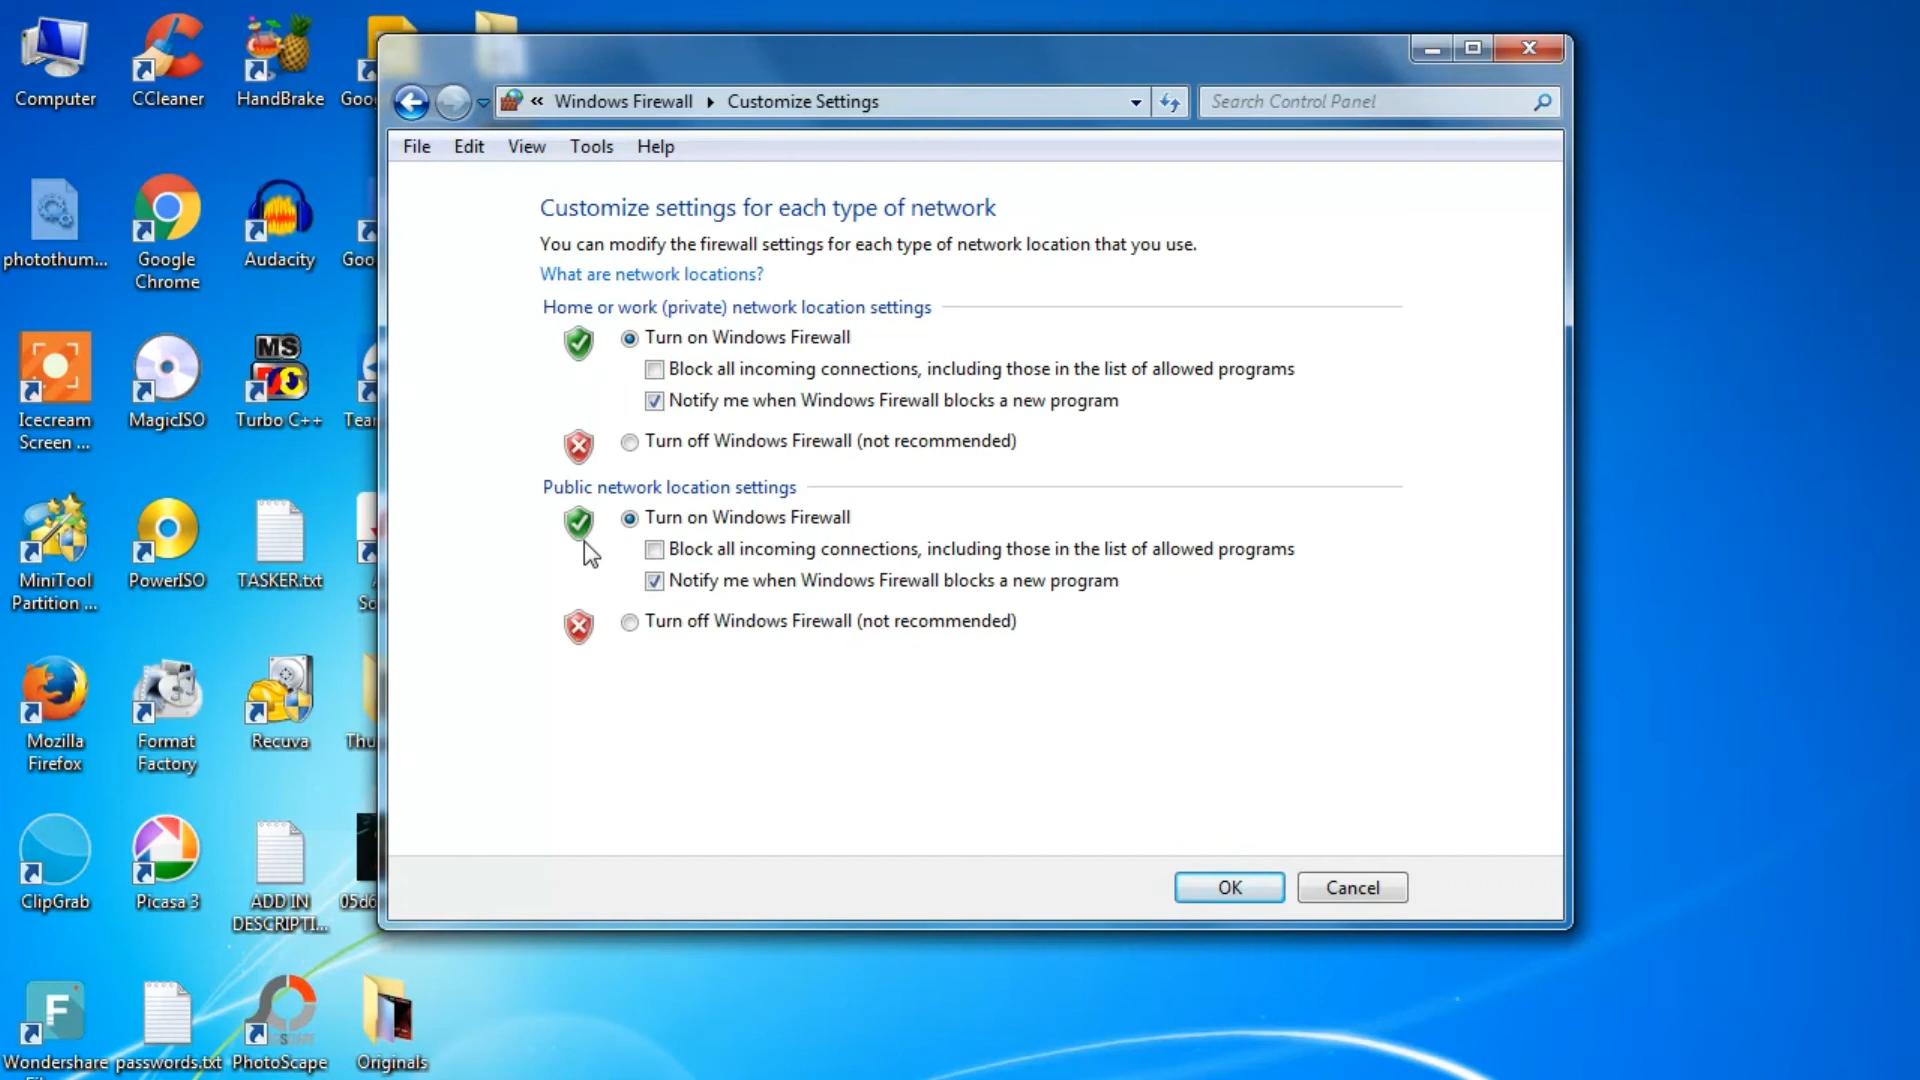 Computer
CCleaner
HandBrake
Goo
« Windows Firewall ▸ Customize Settings
Search Control Panel
File Edit View Tools Help
Customize settings for each type of network
You can modify the firewall settings for each type of network location that you use.
What are network locations?
Home or work (private) network location settings
Turn on Windows Firewall
Block all incoming connections, including those in the list of allowed programs
Notify me when Windows Firewall blocks a new program
Turn off Windows Firewall (not recommended)
Public network location settings
Turn on Windows Firewall
Block all incoming connections, including those in the list of allowed programs
Notify me when Windows Firewall blocks a new program
Turn off Windows Firewall (not recommended)
OK Cancel
photothum...
Google
Chrome
Audacity
Goo
Icecream
Screen ...
MagicISO
MS
Turbo C++
Tear
MiniTool
Partition ...
PowerISO
TASKER.txt
So
Mozilla
Firefox
Format
Factory
Recuva
Thu
ClipGrab
Picasa 3
ADD IN
DESCRIPTI...
05d6
F
Wondershare
passwords.txt
PhotoScape
Originals